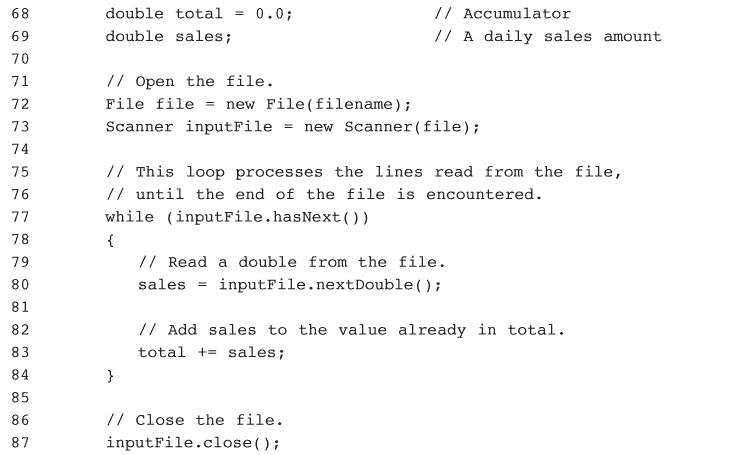 68 double total = 0.0; // Accumulator
69 double sales; // A daily sales amount
70
71 // Open the file.
72 File file = new File(filename);
73 Scanner inputFile = new Scanner(file);
74
75 // This loop processes the lines read from the file,
76 // until the end of the file is encountered.
77 while (inputFile.hasNext())
78 {
79 // Read a double from the file.
80 sales = inputFile.nextDouble();
81
82 // Add sales to the value already in total.
83 total += sales;
84 }
85
86 // Close the file.
87 inputFile.close();